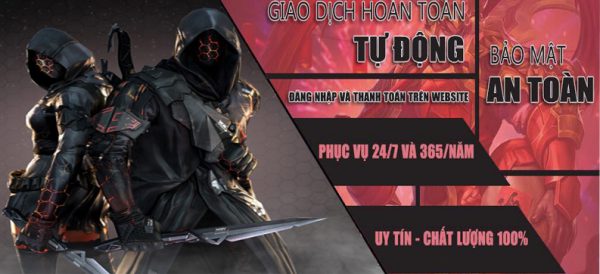 GIAO DỊCH HOÀN TOÀN
TỰ ĐỘNG
BẢO MẬT
AN TOÀN
ĐĂNG NHẬP VÀ THANH TOÁN TRÊN WEBSITE
PHỤC VỤ 24/7 VÀ 365/NĂM
UY TÍN - CHẤT LƯỢNG 100%